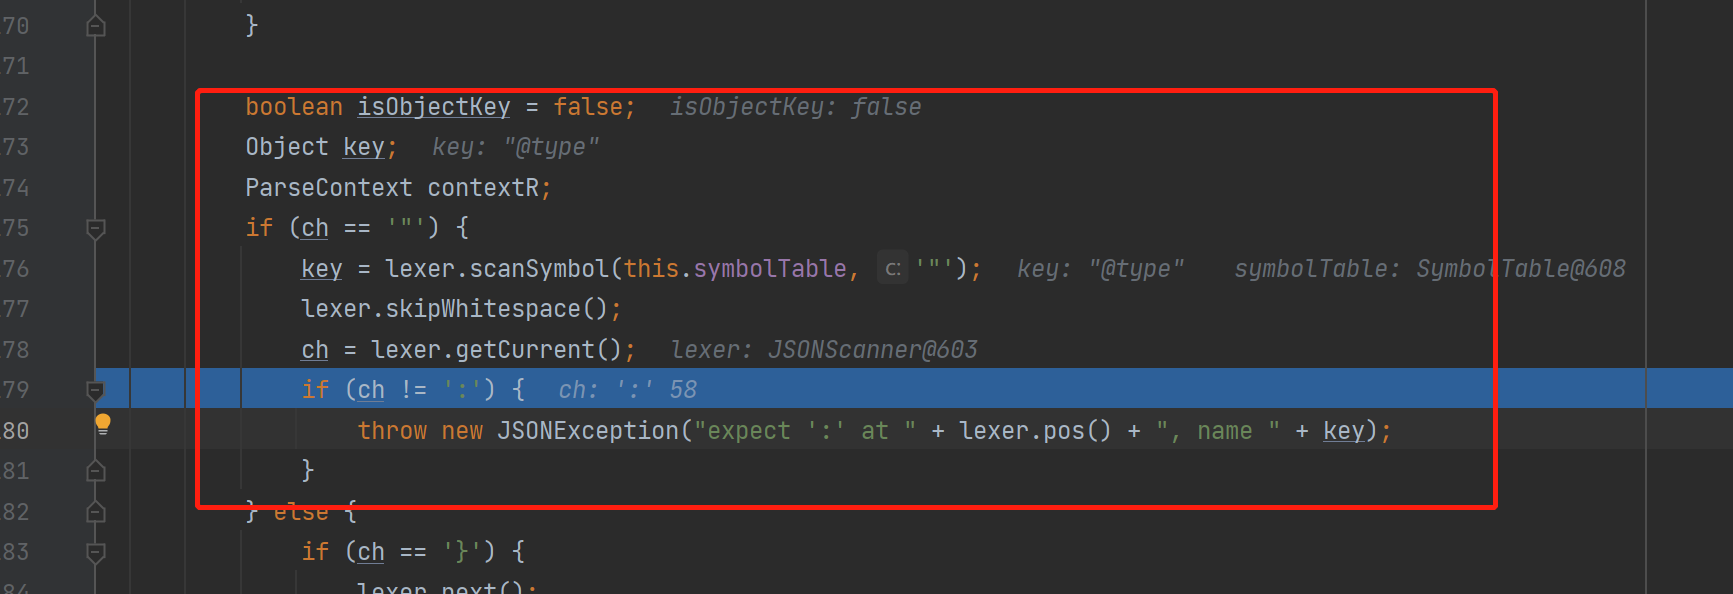 70 }
71
72 boolean isObjectKey = false; isObjectKey: false
73 Object key; key: "@type"
74 ParseContext contextR;
75 if (ch == '"') {
76 key = lexer.scanSymbol(this.symbolTable, c: '"'); key: "@type" symbolTable: SymbolTable@608
77 lexer.skipWhitespace();
78 ch = lexer.getCurrent(); lexer: JSONScanner@603
79 if (ch != ':') { ch: ':' 58
80 throw new JSONException("expect ':' at " + lexer.pos() + ", name " + key);
81 }
82 } else {
83 if (ch == '}') {
84 lexer.next();